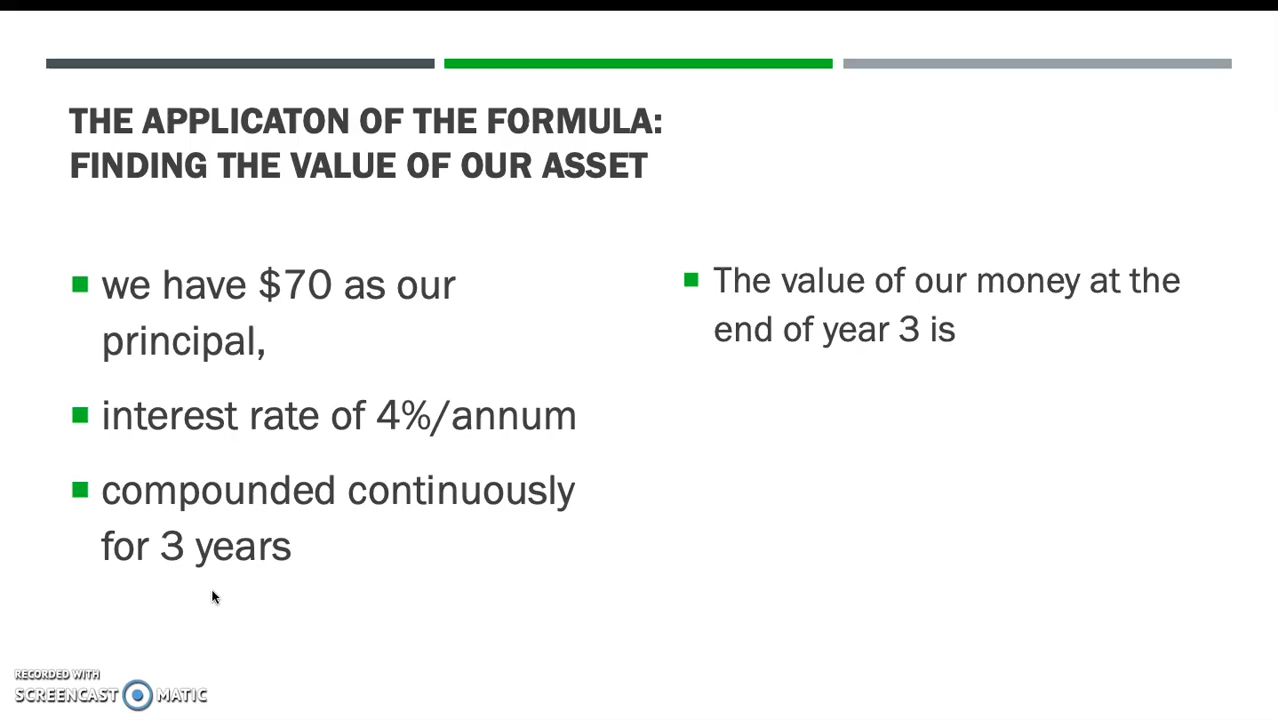 THE APPLICATON OF THE FORMULA:
FINDING THE VALUE OF OUR ASSET
we have $70 as our
principal,
interest rate of 4%/annum
compounded continuously
for 3 years
The value of our money at the
end of year 3 is
RECORDED WITH
SCREENCAST MATIC